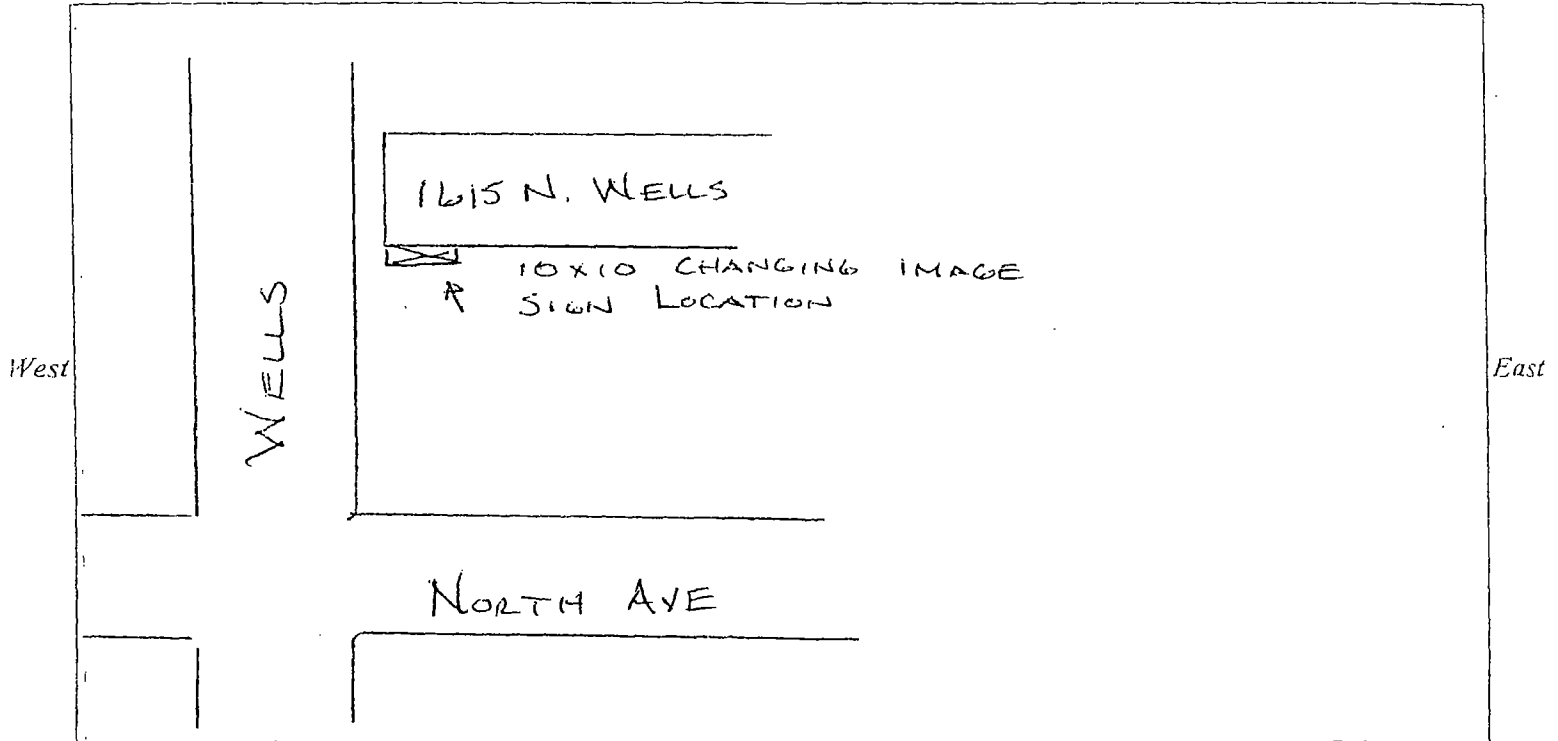 1615 N. WELLS
10x10 CHANGING IMAGE
SIGN LOCATION
WELLS
West
East
NORTH AVE